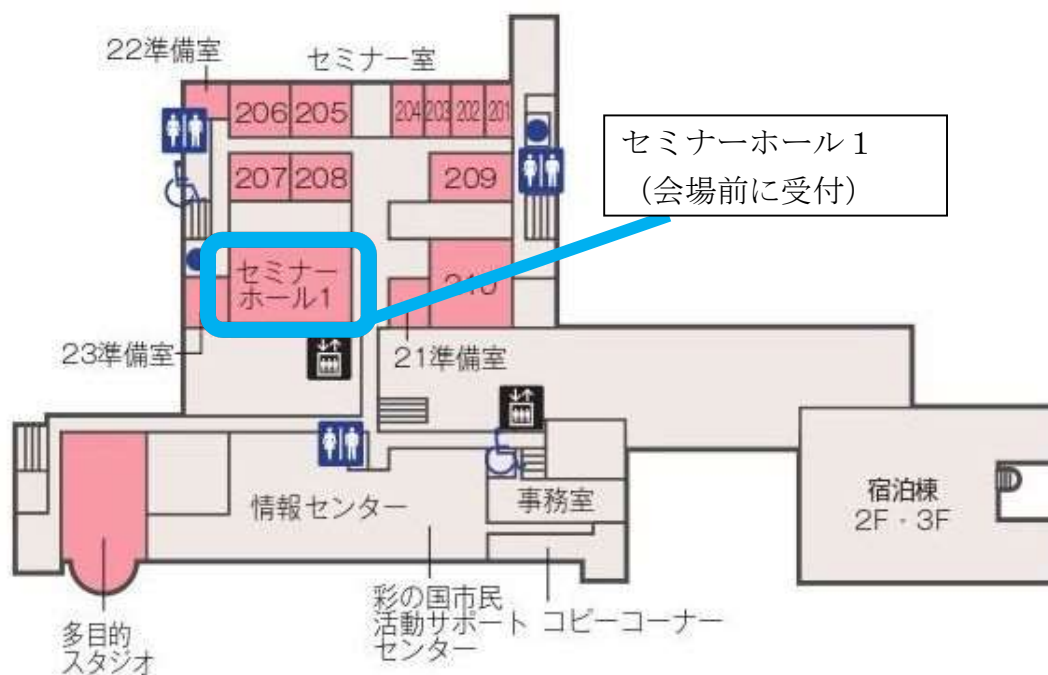 22準備室
セミナー室
206
205
204
203
202
201
セミナーホール１
（会場前に受付）
207
208
209
セミナー
ホール1
210
23準備室
21準備室
情報センター
事務室
宿泊棟
2F・3F
多目的
スタジオ
彩の国市民
活動サポート
センター
コピーコーナー